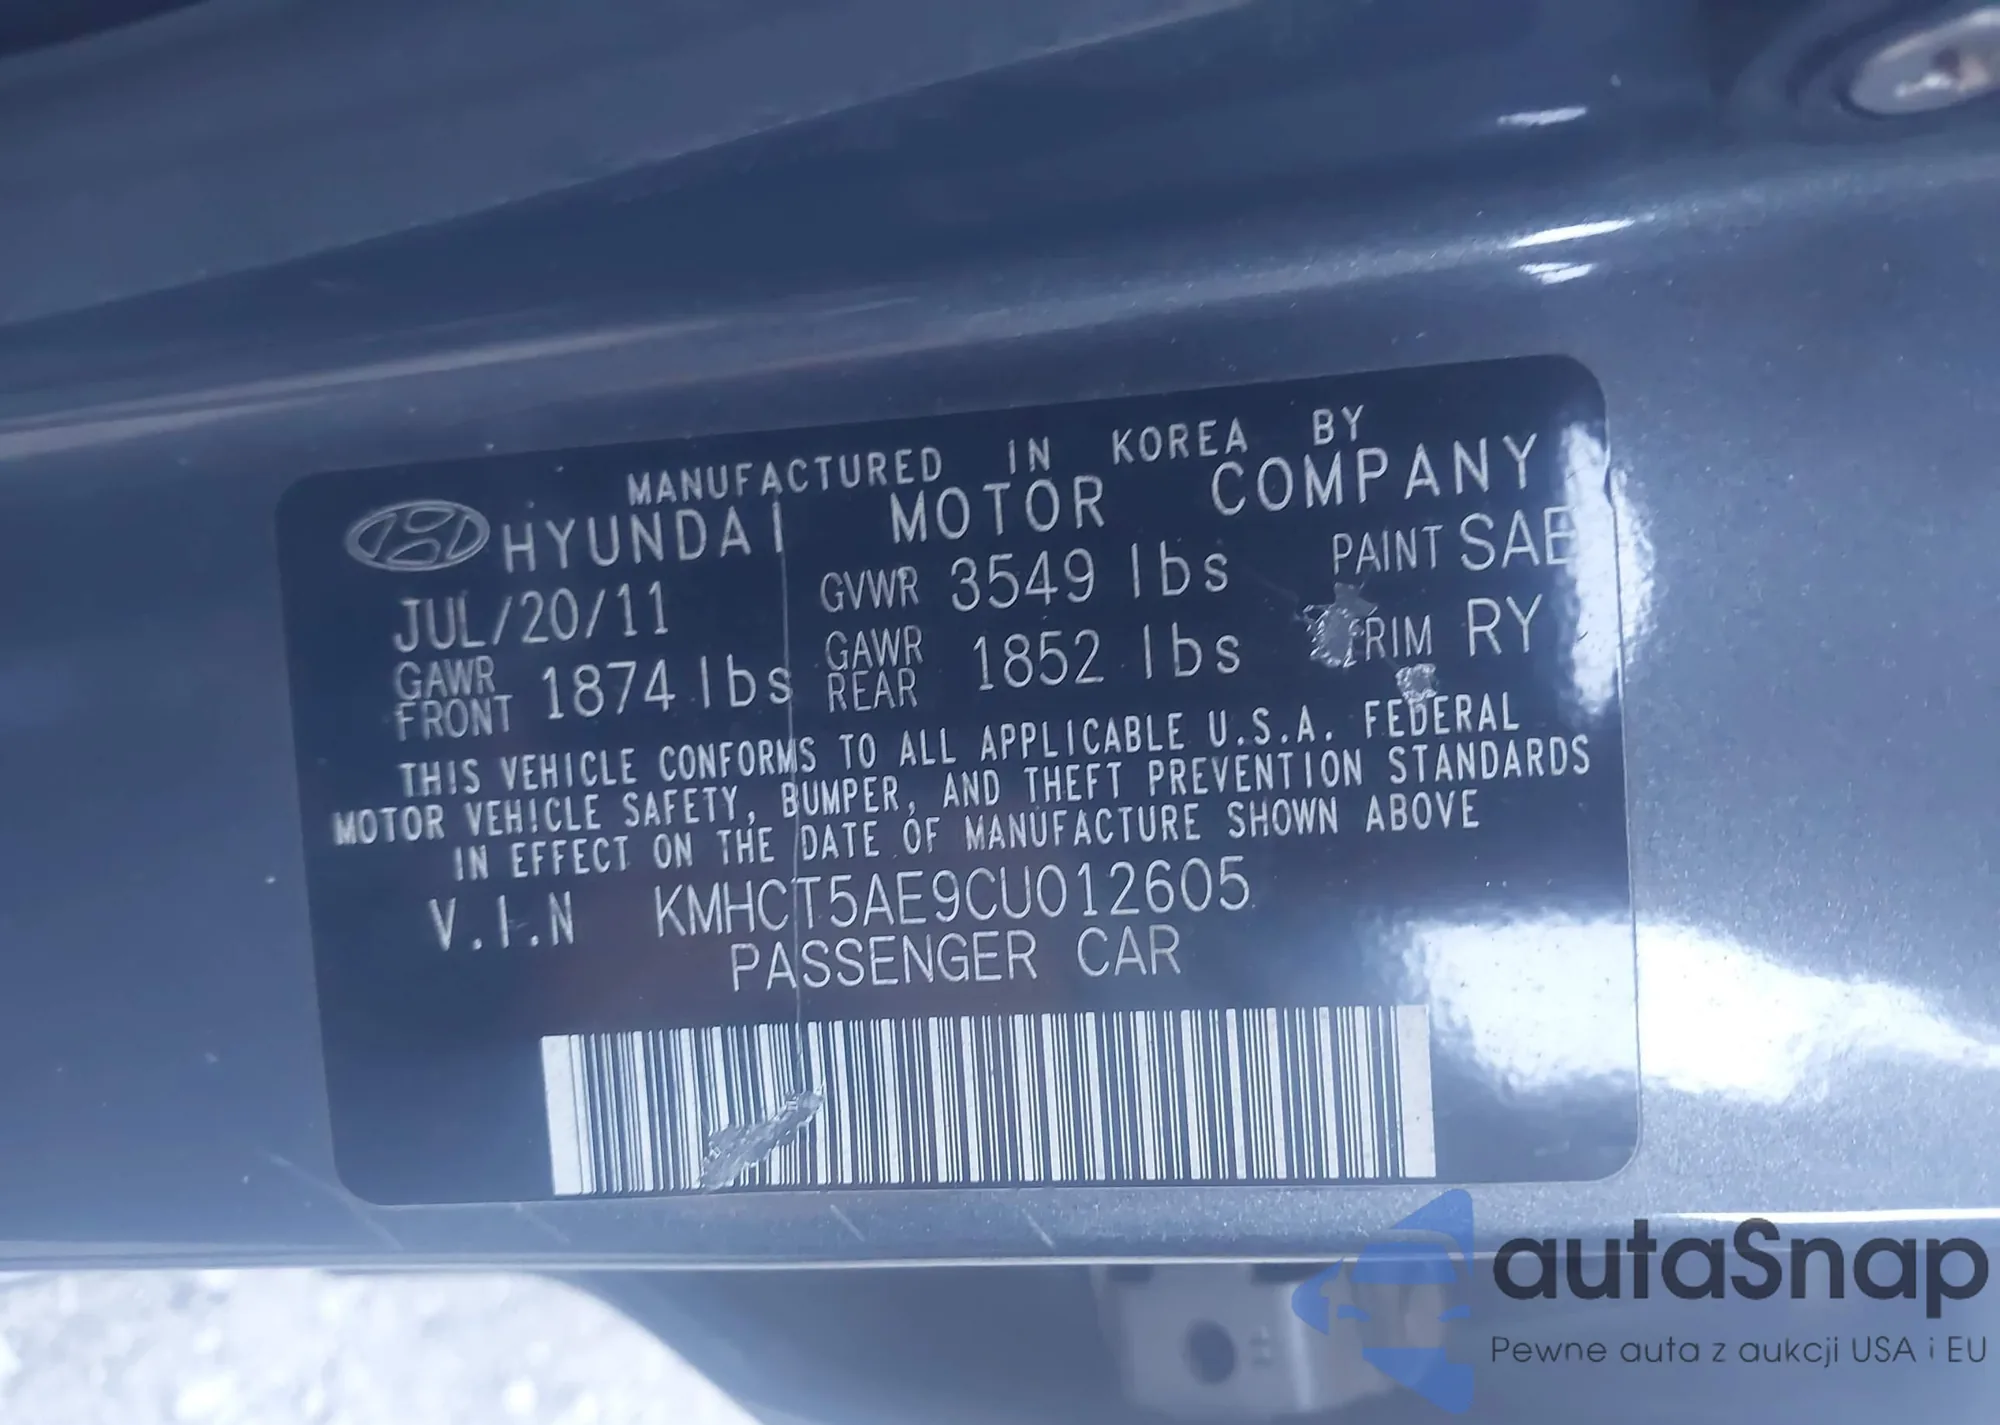 MANUFACTURED IN KOREA BY
HYUNDAI MOTOR COMPANY
JUL/20/11 GVWR 3549 lbs PAINT SAE
GAWR FRONT 1874 lbs GAWR REAR 1852 lbs TRIM RY
THIS VEHICLE CONFORMS TO ALL APPLICABLE U.S.A. FEDERAL
MOTOR VEHICLE SAFETY, BUMPER, AND THEFT PREVENTION STANDARDS
IN EFFECT ON THE DATE OF MANUFACTURE SHOWN ABOVE
V.I.N KMHCT5AE9CU012605
PASSENGER CAR
autaSnap
Pewne auta z aukcji USA i EU